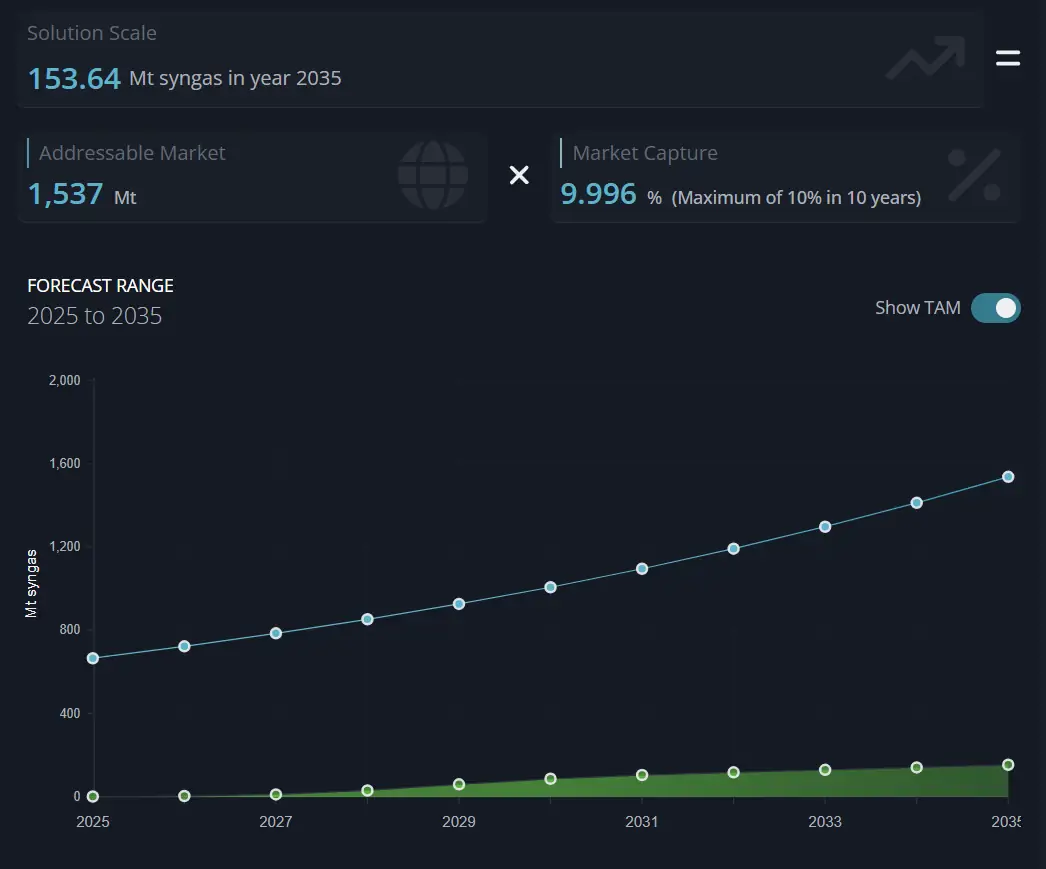 Solution Scale
153.64 Mt syngas in year 2035
=
Addressable Market
1,537 Mt
×
Market Capture
9.996 % (Maximum of 10% in 10 years)
FORECAST RANGE
2025 to 2035
Show TAM
2,000
1,600
1,200
800
400
0
Mt syngas
2025 2027 2029 2031 2033 2035